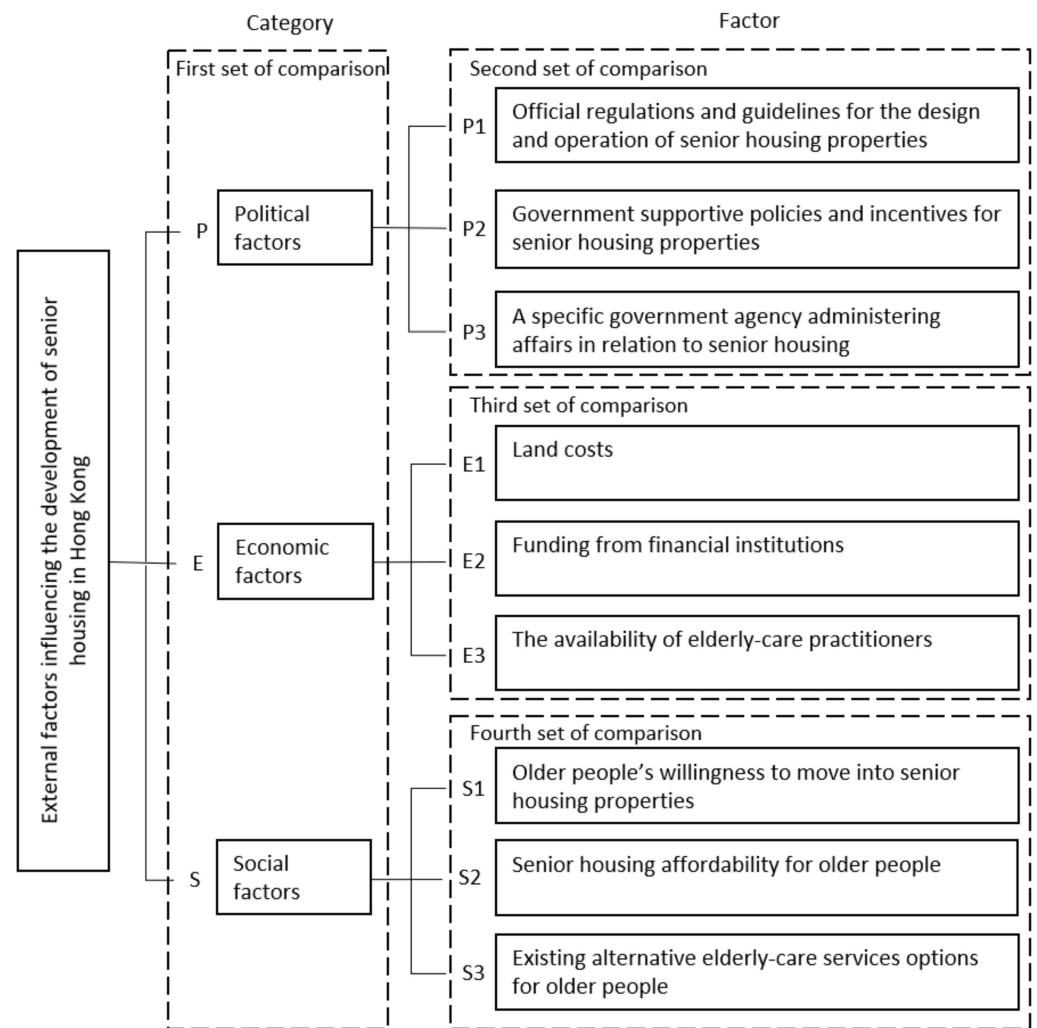 Category
Factor
First set of comparison
Second set of comparison
P1
Official regulations and guidelines for the design
and operation of senior housing properties
P
Political
factors
P2
Government supportive policies and incentives for
senior housing properties
P3
A specific government agency administering
affairs in relation to senior housing
External factors influencing the development of senior
housing in Hong Kong
Third set of comparison
E1
Land costs
E
Economic
factors
E2
Funding from financial institutions
E3
The availability of elderly-care practitioners
Fourth set of comparison
S1
Older people’s willingness to move into senior
housing properties
S
Social
factors
S2
Senior housing affordability for older people
S3
Existing alternative elderly-care services options
for older people